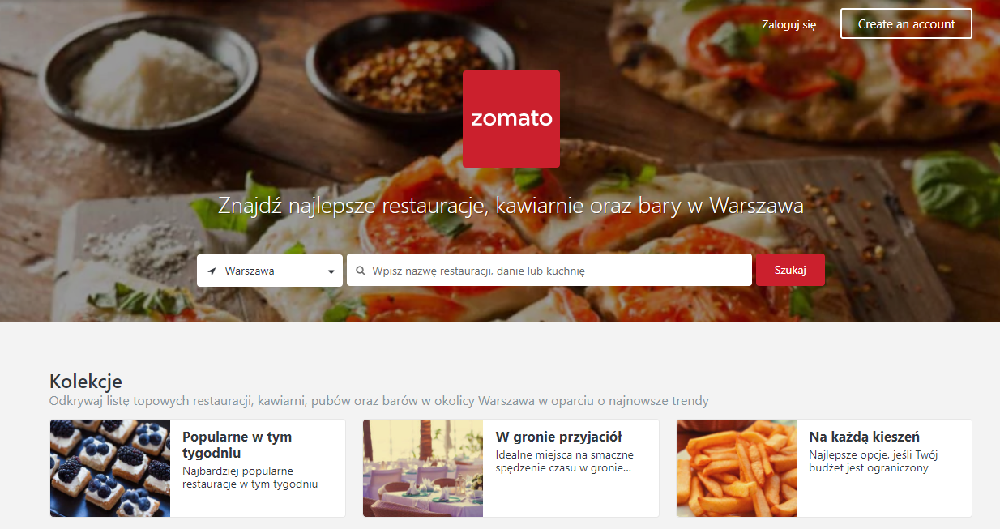 Zaloguj się
Create an account
zomato
Znajdź najlepsze restauracje, kawiarnie oraz bary w Warszawa
Warszawa
Wpisz nazwę restauracji, danie lub kuchnię
Szukaj
Kolekcje
Odkrywaj listę topowych restauracji, kawiarni, pubów oraz barów w okolicy Warszawa w oparciu o najnowsze trendy
Popularne w tym
tygodniu
Najbardziej popularne
restauracje w tym tygodniu
W gronie przyjaciół
Idealne miejsca na smaczne
spędzenie czasu w gronie...
Na każdą kieszeń
Najlepsze opcje, jeśli Twój
budżet jest ograniczony